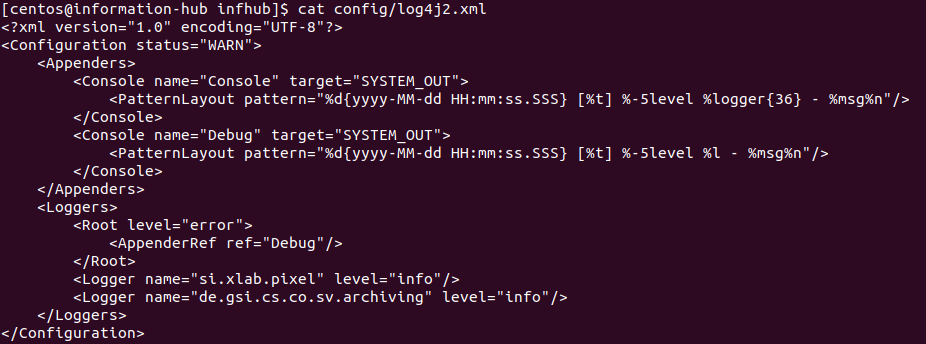 [centos@information-hub infhub]$ cat config/log4j2.xml
<?xml version="1.0" encoding="UTF-8"?>
<Configuration status="WARN">
    <Appenders>
        <Console name="Console" target="SYSTEM_OUT">
            <PatternLayout pattern="%d{yyyy-MM-dd HH:mm:ss.SSS} [%t] %-5level %logger{36} - %msg%n"/>
        </Console>
        <Console name="Debug" target="SYSTEM_OUT">
            <PatternLayout pattern="%d{yyyy-MM-dd HH:mm:ss.SSS} [%t] %-5level %l - %msg%n"/>
        </Console>
    </Appenders>
    <Loggers>
        <Root level="error">
            <AppenderRef ref="Debug"/>
        </Root>
        <Logger name="si.xlab.pixel" level="info"/>
        <Logger name="de.gsi.cs.co.sv.archiving" level="info"/>
    </Loggers>
</Configuration>